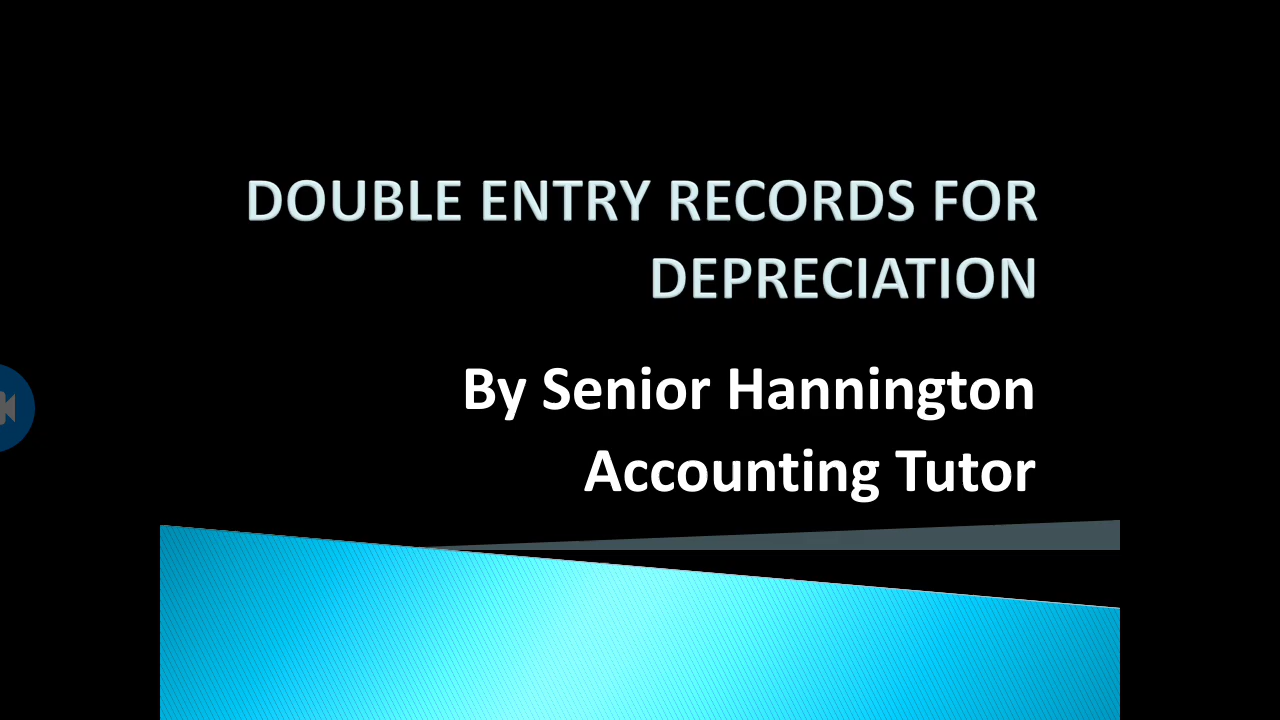 DOUBLE ENTRY RECORDS FOR
DEPRECIATION
By Senior Hannington
Accounting Tutor